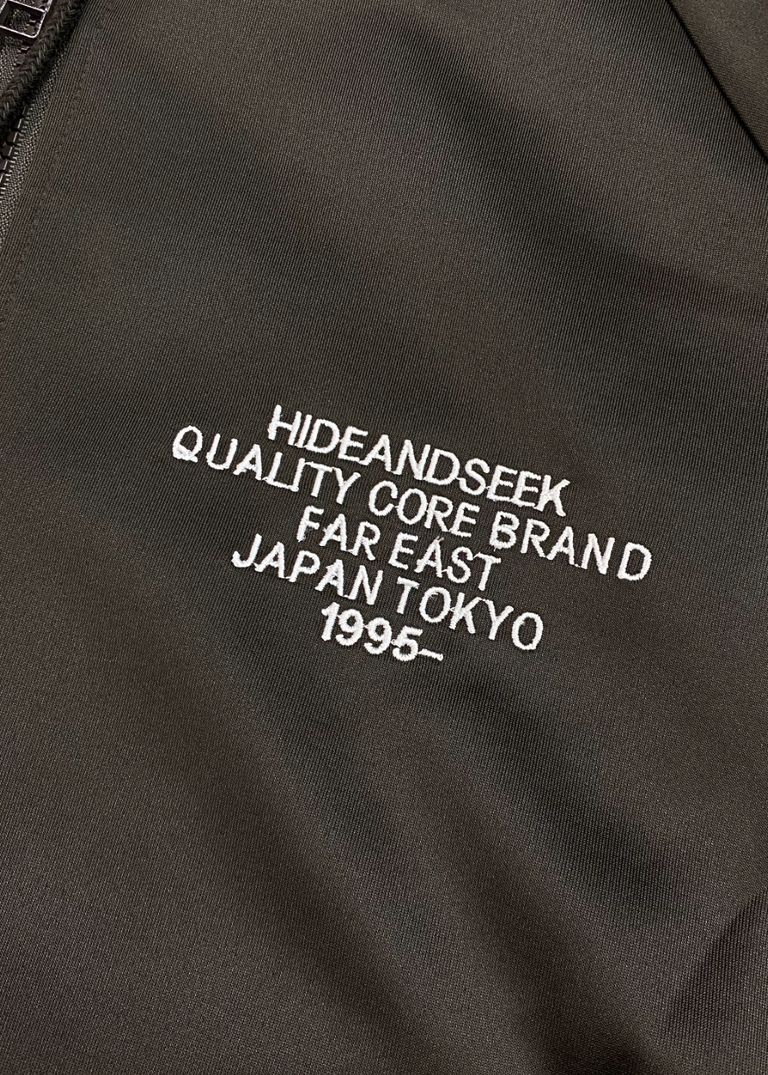 HIDEANDSEEK
QUALITY CORE BRAND
FAR EAST
JAPAN TOKYO
1995–